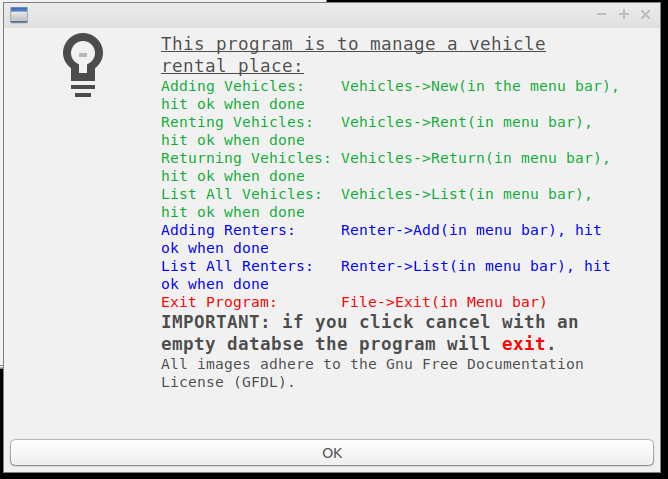 This program is to manage a vehicle
rental place:
Adding Vehicles:    Vehicles->New(in the menu bar),
hit ok when done
Renting Vehicles:   Vehicles->Rent(in menu bar),
hit ok when done
Returning Vehicles: Vehicles->Return(in menu bar),
hit ok when done
List All Vehicles:  Vehicles->List(in menu bar),
hit ok when done
Adding Renters:     Renter->Add(in menu bar), hit
ok when done
List All Renters:   Renter->List(in menu bar), hit
ok when done
Exit Program:       File->Exit(in Menu bar)
IMPORTANT: if you click cancel with an
empty databse the program will exit.
All images adhere to the Gnu Free Documentation
License (GFDL).
OK